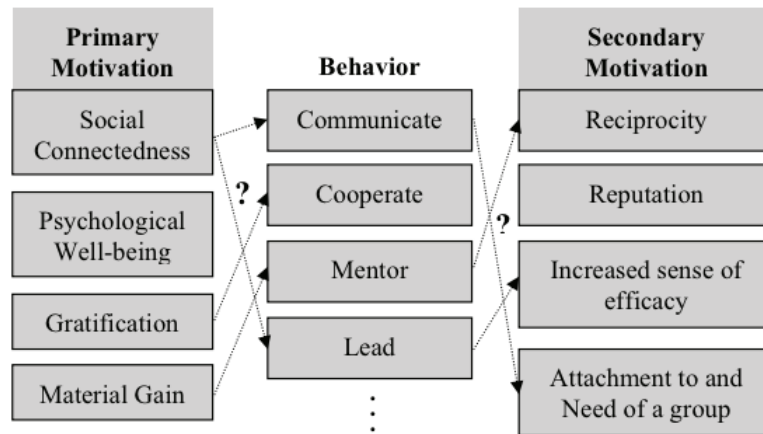 Primary
Motivation
Social
Connectedness
Psychological
Well-being
Gratification
Material Gain
Behavior
Communicate
Cooperate
Mentor
Lead
?
?
Secondary
Motivation
Reciprocity
Reputation
Increased sense of
efficacy
Attachment to and
Need of a group